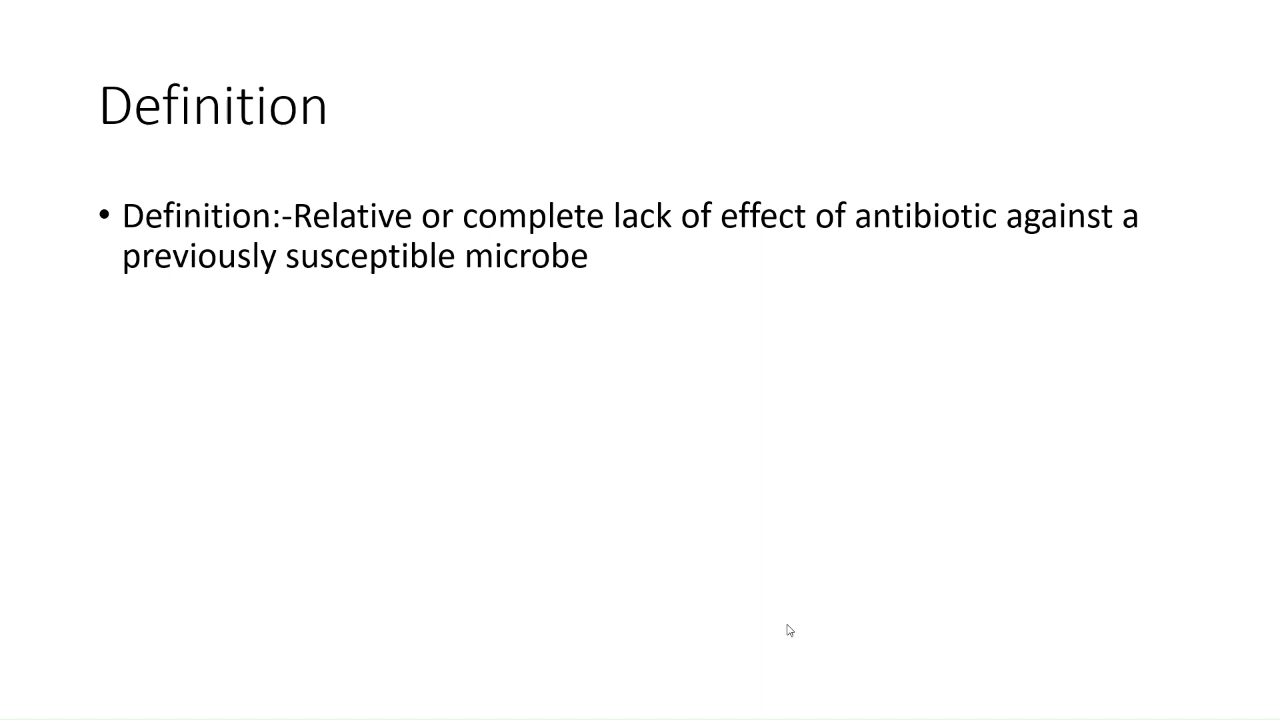 Definition
• Definition:-Relative or complete lack of effect of antibiotic against a
previously susceptible microbe